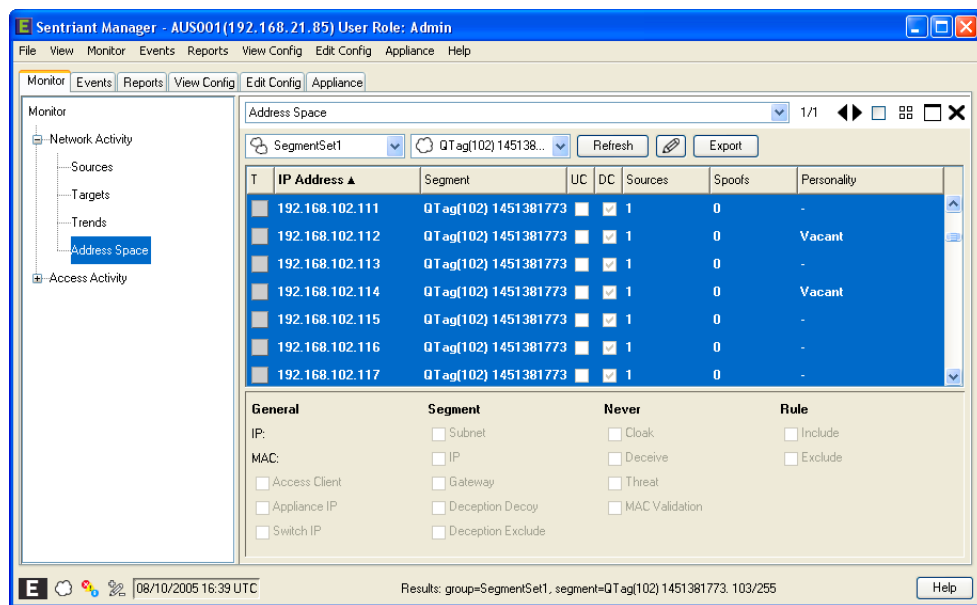 E Sentriant Manager - AUS001(192.168.21.85) User Role: Admin
File View Monitor Events Reports View Config Edit Config Appliance Help
Monitor Events Reports View Config Edit Config Appliance
Monitor
Network Activity
Sources
Targets
Trends
Address Space
Access Activity
Address Space 1/1
SegmentSet1 QTag(102) 145138... Refresh Export
T IP Address ▲ Segment UC DC Sources Spoofs Personality
192.168.102.111 QTag(102) 1451381773 1 0 -
192.168.102.112 QTag(102) 1451381773 1 0 Vacant
192.168.102.113 QTag(102) 1451381773 1 0 -
192.168.102.114 QTag(102) 1451381773 1 0 Vacant
192.168.102.115 QTag(102) 1451381773 1 0 -
192.168.102.116 QTag(102) 1451381773 1 0 -
192.168.102.117 QTag(102) 1451381773 1 0 -
General Segment Never Rule
IP: Subnet Cloak Include
MAC: IP Deceive Exclude
Access Client Gateway Threat
Appliance IP Deception Decoy MAC Validation
Switch IP Deception Exclude
E 08/10/2005 16:39 UTC Results: group=SegmentSet1, segment=QTag(102) 1451381773. 103/255 Help